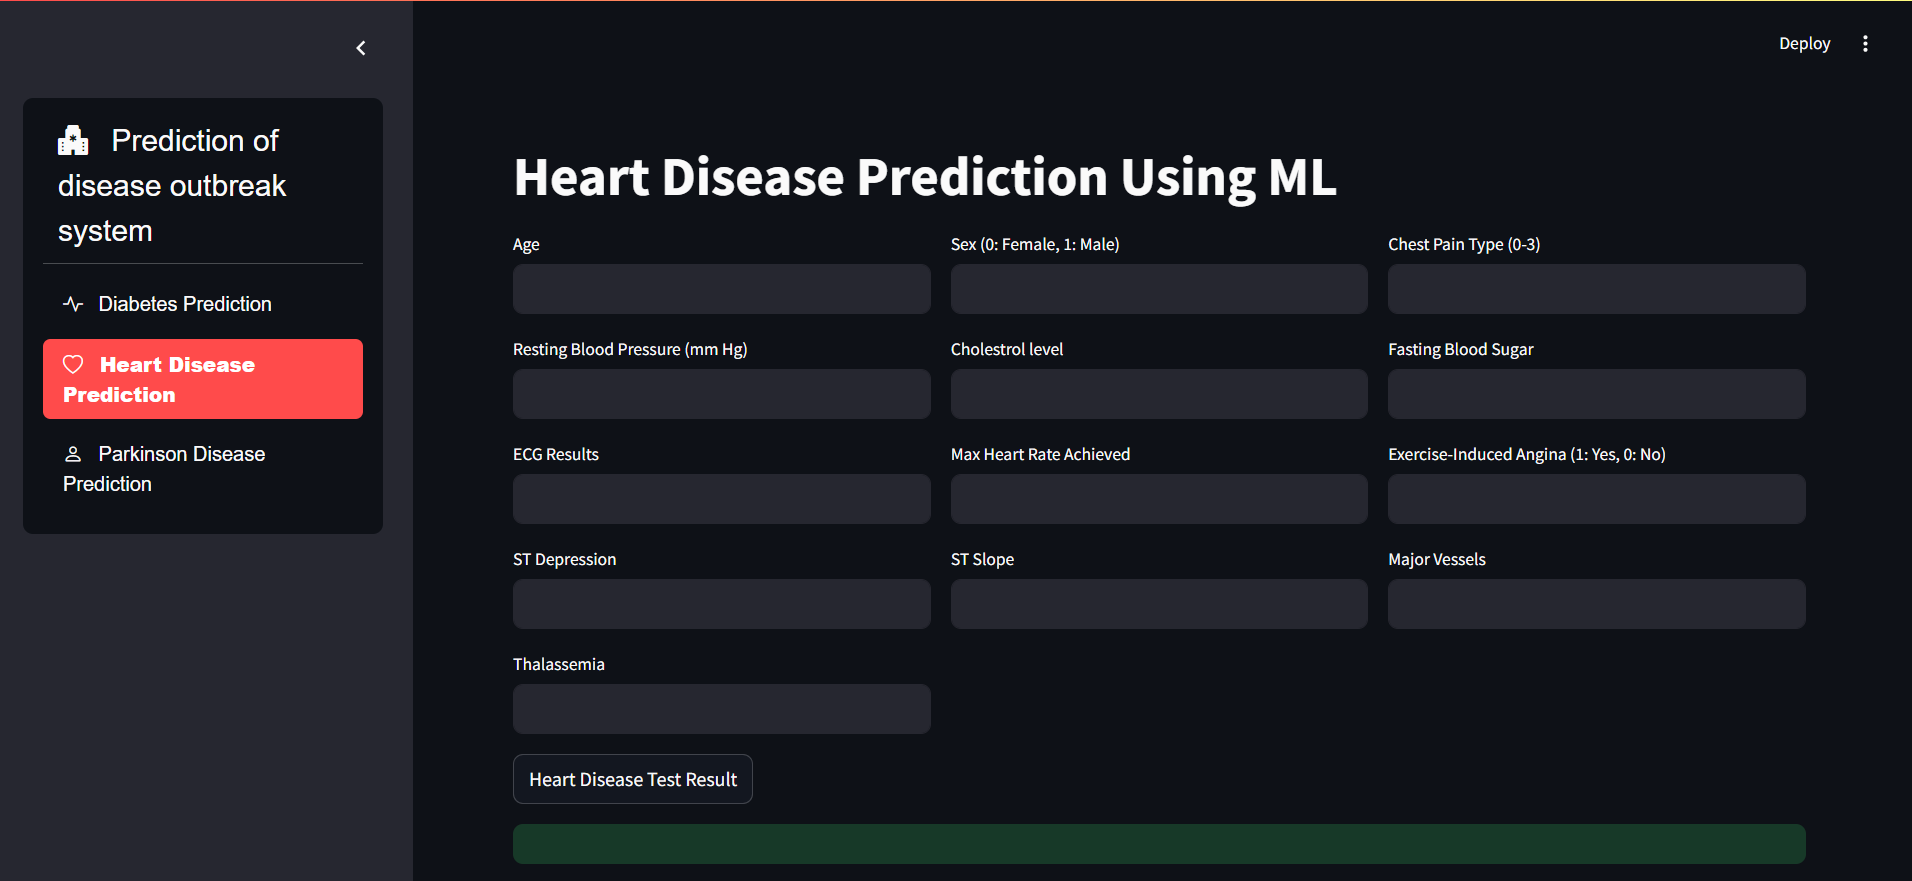 Deploy
Prediction of
disease outbreak
system
Diabetes Prediction
Heart Disease
Prediction
Parkinson Disease
Prediction
Heart Disease Prediction Using ML
Age
Sex (0: Female, 1: Male)
Chest Pain Type (0-3)
Resting Blood Pressure (mm Hg)
Cholestrol level
Fasting Blood Sugar
ECG Results
Max Heart Rate Achieved
Exercise-Induced Angina (1: Yes, 0: No)
ST Depression
ST Slope
Major Vessels
Thalassemia
Heart Disease Test Result